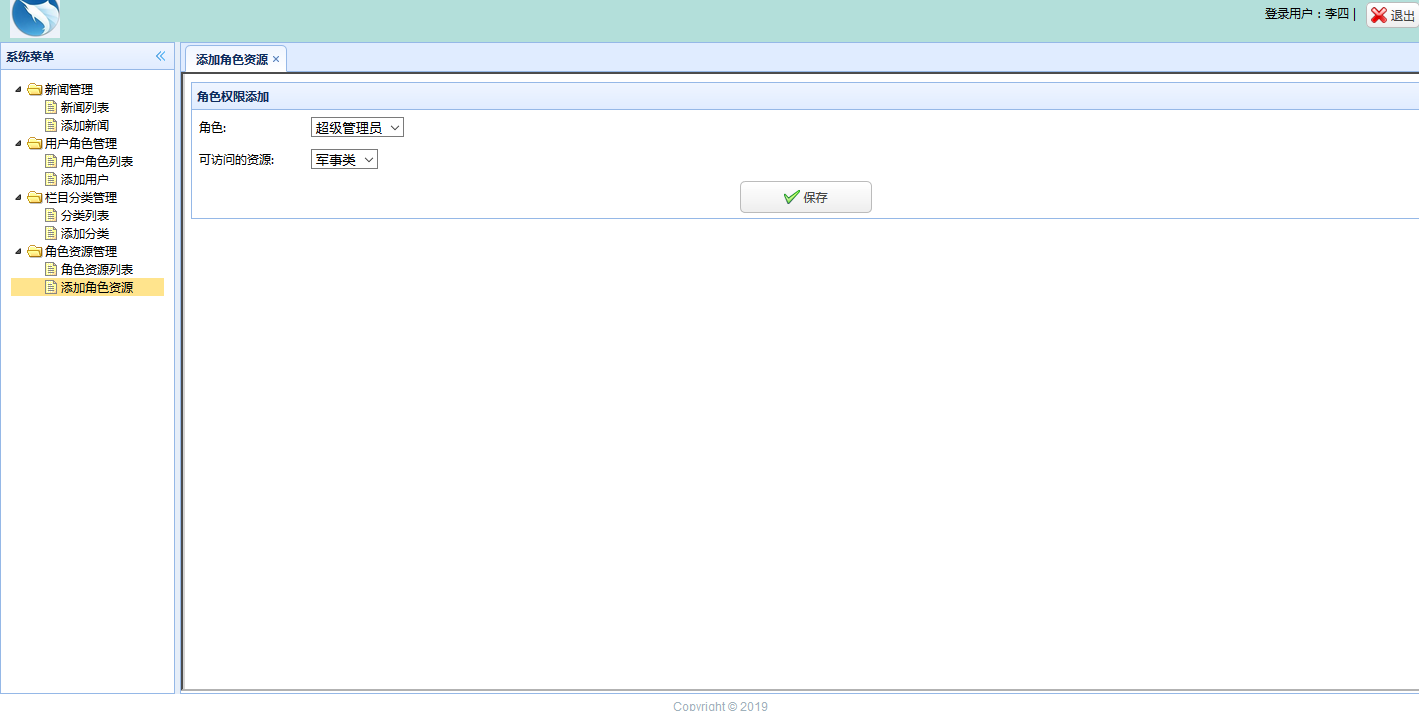 登录用户：李四 |
退出
系统菜单
新闻管理
新闻列表
添加新闻
用户角色管理
用户角色列表
添加用户
栏目分类管理
分类列表
添加分类
角色资源管理
角色资源列表
添加角色资源
添加角色资源
角色权限添加
角色: 超级管理员
可访问的资源: 军事类
保存
Copyright © 2019